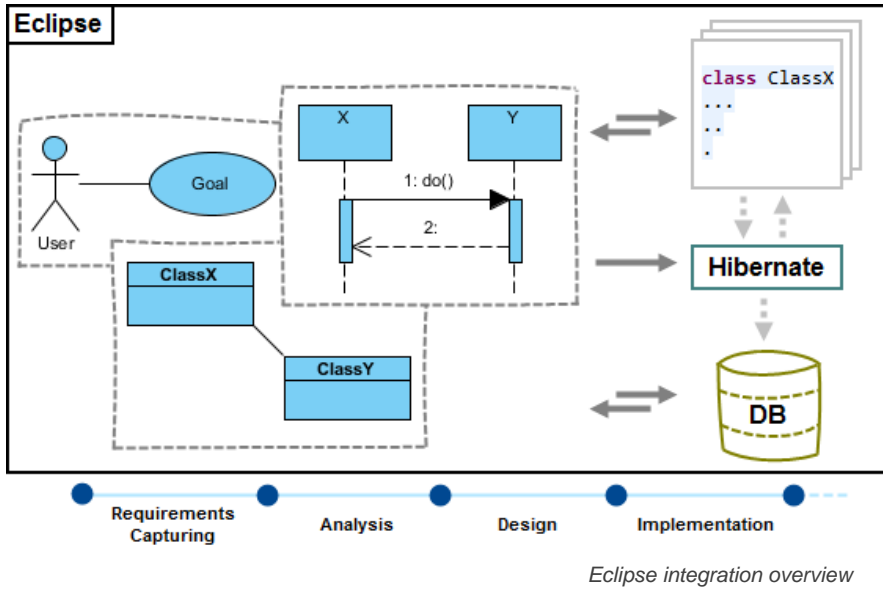 Eclipse
class ClassX
...
..
.
X
Y
1: do()
2:
Goal
User
ClassX
ClassY
Hibernate
DB
Requirements
Capturing
Analysis
Design
Implementation
Eclipse integration overview